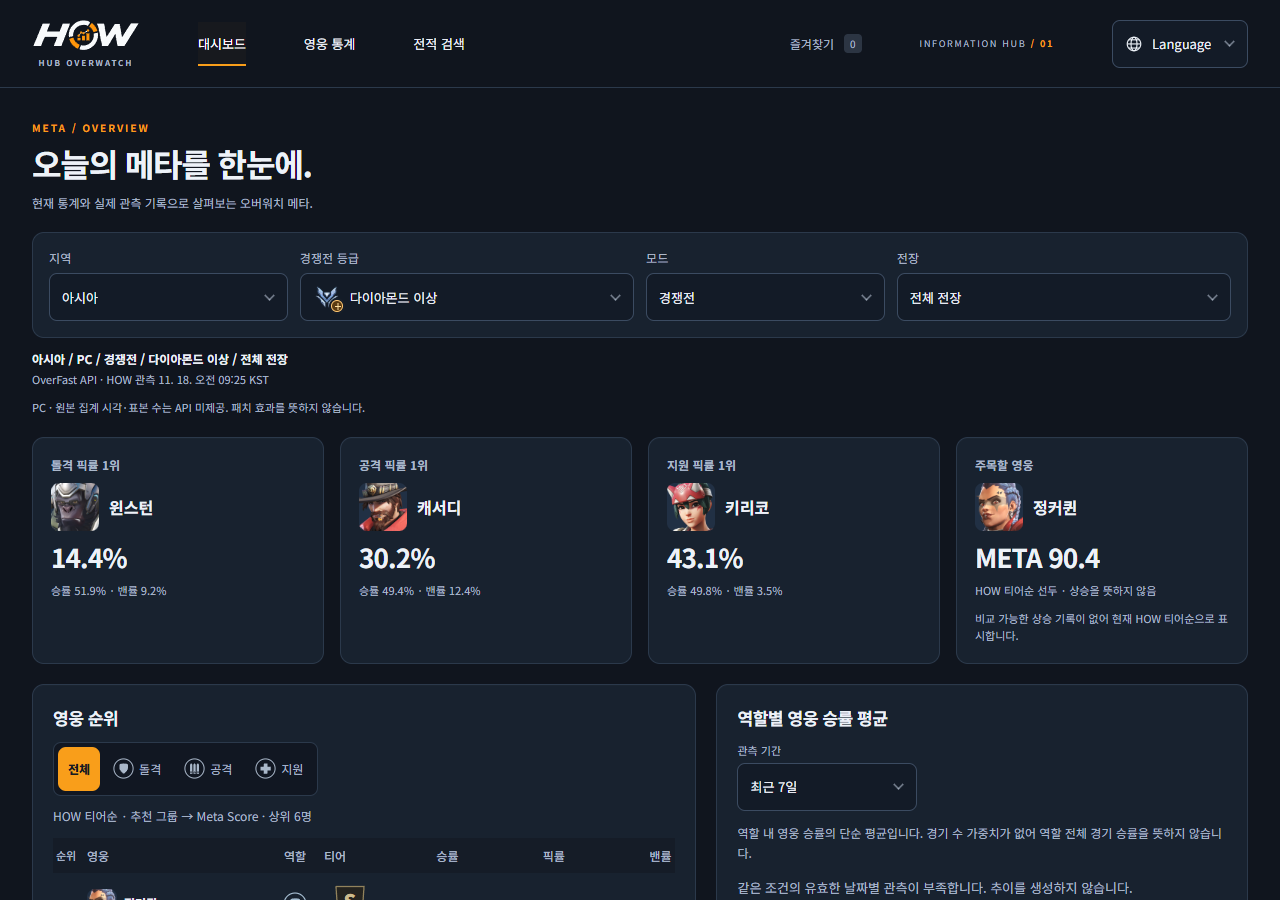 HOW
HUB OVERWATCH
대시보드
영웅 통계
전적 검색
즐겨찾기 0
INFORMATION HUB / 01
Language
META / OVERVIEW
오늘의 메타를 한눈에.
현재 통계와 실제 관측 기록으로 살펴보는 오버워치 메타.
지역
경쟁전 등급
모드
전장
아시아
다이아몬드 이상
경쟁전
전체 전장
아시아 / PC / 경쟁전 / 다이아몬드 이상 / 전체 전장
OverFast API · HOW 관측 11. 18. 오전 09:25 KST
PC · 원본 집계 시각·표본 수는 API 미제공. 패치 효과를 뜻하지 않습니다.
돌격 픽률 1위
윈스턴
14.4%
승률 51.9% · 밴률 9.2%
공격 픽률 1위
캐서디
30.2%
승률 49.4% · 밴률 12.4%
지원 픽률 1위
키리코
43.1%
승률 49.8% · 밴률 3.5%
주목할 영웅
정커퀸
META 90.4
HOW 티어순 선두 · 상승을 뜻하지 않음
비교 가능한 상승 기록이 없어 현재 HOW 티어순으로 표
시합니다.
영웅 순위
전체
돌격
공격
지원
HOW 티어순 · 추천 그룹 → Meta Score · 상위 6명
순위 영웅 역할 티어 승률 픽률 밴률
S
역할별 영웅 승률 평균
관측 기간
최근 7일
역할 내 영웅 승률의 단순 평균입니다. 경기 수 가중치가 없어 역할 전체 경기 승률을 뜻하지 않습니
다.
같은 조건의 유효한 날짜별 관측이 부족합니다. 추이를 생성하지 않습니다.